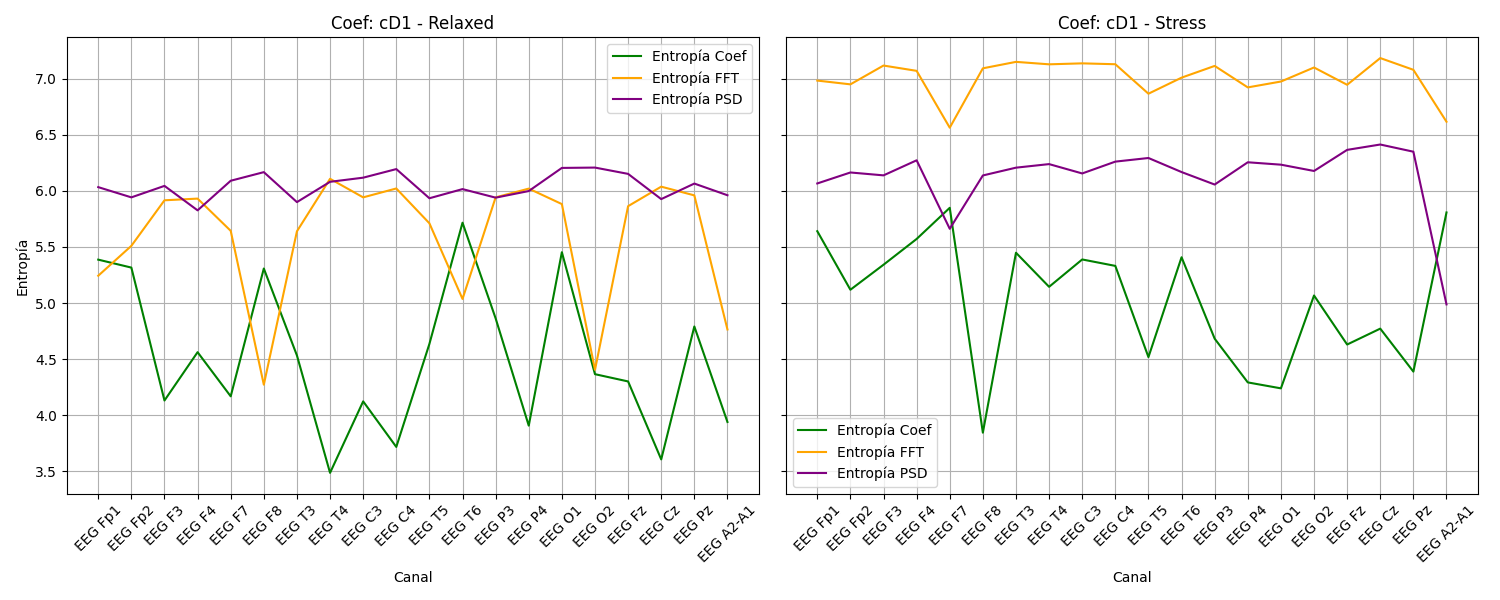 Coef: cD1 - Relaxed
Entropía
7.0
6.5
6.0
5.5
5.0
4.5
4.0
3.5
Entropía Coef
Entropía FFT
Entropía PSD
EEG Fp1
EEG Fp2
EEG F3
EEG F4
EEG F7
EEG F8
EEG T3
EEG T4
EEG C3
EEG C4
EEG T5
EEG T6
EEG P3
EEG P4
EEG O1
EEG O2
EEG Fz
EEG Cz
EEG Pz
EEG A2-A1
Canal
Coef: cD1 - Stress
Entropía Coef
Entropía FFT
Entropía PSD
EEG Fp1
EEG Fp2
EEG F3
EEG F4
EEG F7
EEG F8
EEG T3
EEG T4
EEG C3
EEG C4
EEG T5
EEG T6
EEG P3
EEG P4
EEG O1
EEG O2
EEG Fz
EEG Cz
EEG Pz
EEG A2-A1
Canal